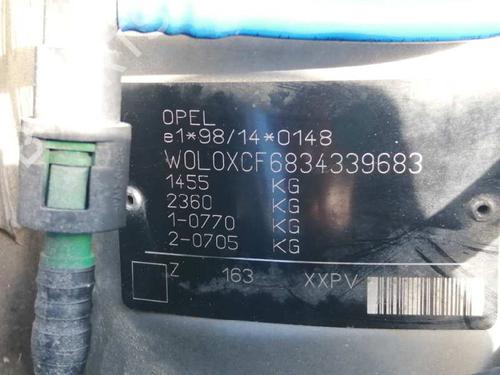 OPEL
e1*98/14*0148
W0L0XCF6834339683
1455 KG
2360 KG
1-0770 KG
2-0705 KG
Z 163 XXPV